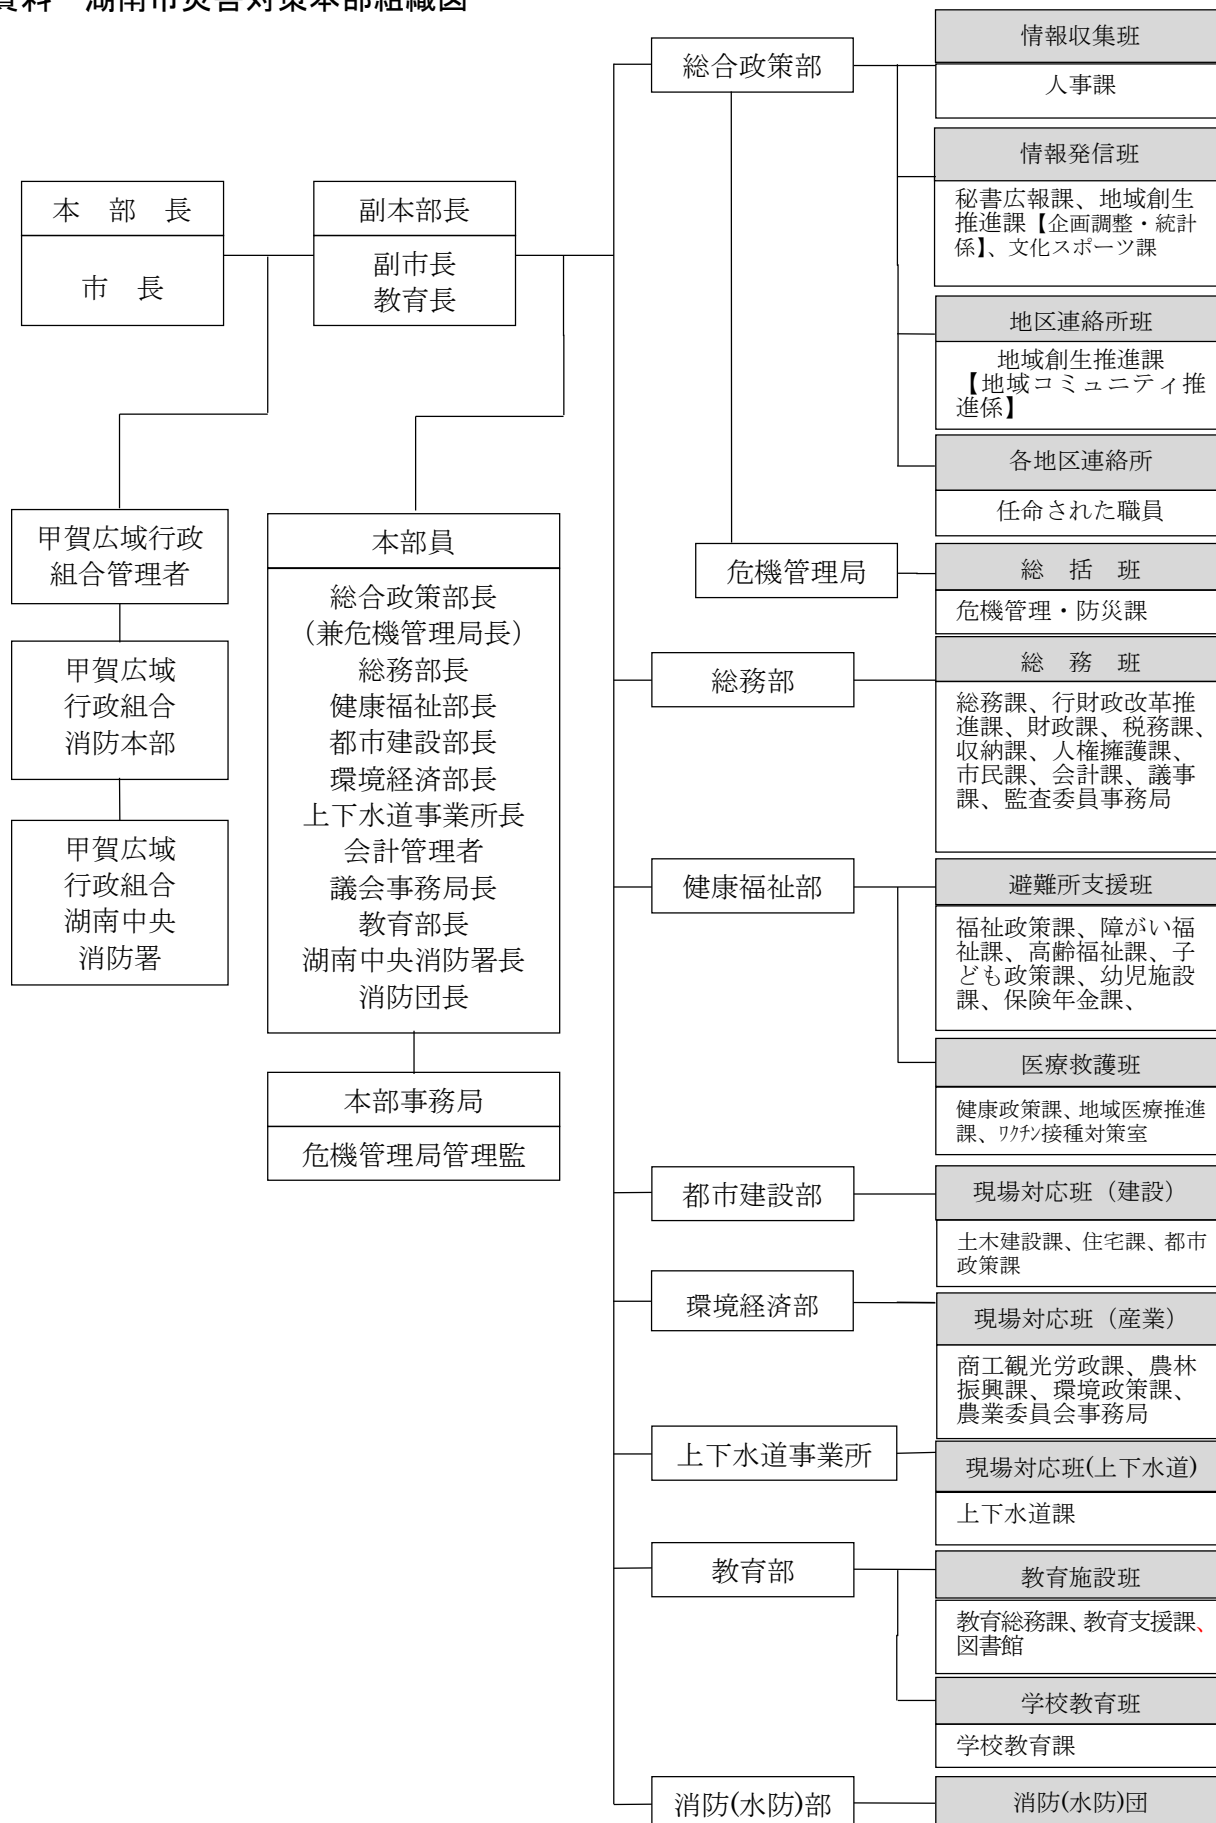 資料 湖南市災害対策本部組織図
本 部 長
市 長
副本部長
副市長
教育長
甲賀広域行政
組合管理者
甲賀広域
行政組合
消防本部
甲賀広域
行政組合
湖南中央
消防署
本部員
総合政策部長
（兼危機管理局長）
総務部長
健康福祉部長
都市建設部長
環境経済部長
上下水道事業所長
会計管理者
議会事務局長
教育部長
湖南中央消防署長
消防団長
本部事務局
危機管理局管理監
総合政策部
情報収集班
人事課
情報発信班
秘書広報課、地域創生
推進課【企画調整・統計
係】、文化スポーツ課
地区連絡所班
地域創生推進課
【地域コミュニティ推
進係】
各地区連絡所
任命された職員
危機管理局
総 括 班
危機管理・防災課
総務部
総 務 班
総務課、行財政改革推
進課、財政課、税務課、
収納課、人権擁護課、
市民課、会計課、議事
課、監査委員事務局
健康福祉部
避難所支援班
福祉政策課、障がい福
祉課、高齢福祉課、子
ども政策課、幼児施設
課、保険年金課、
医療救護班
健康政策課、地域医療推進
課、ﾜｸﾁﾝ接種対策室
都市建設部
現場対応班（建設）
土木建設課、住宅課、都市
政策課
環境経済部
現場対応班（産業）
商工観光労政課、農林
振興課、環境政策課、
農業委員会事務局
上下水道事業所
現場対応班(上下水道)
上下水道課
教育部
教育施設班
教育総務課、教育支援課、
図書館
学校教育班
学校教育課
消防(水防)部
消防(水防)団